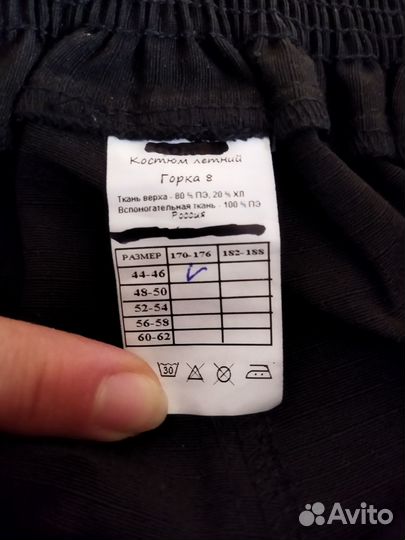 Костюм летний
Горка 8
Ткань верха - 80 % ПЭ, 20 % ХЛ
Вспомогательная ткань - 100 % ПЭ
Россия
РАЗМЕР 170-176 182-188
44-46
48-50
52-54
56-58
60-62
30
Avito